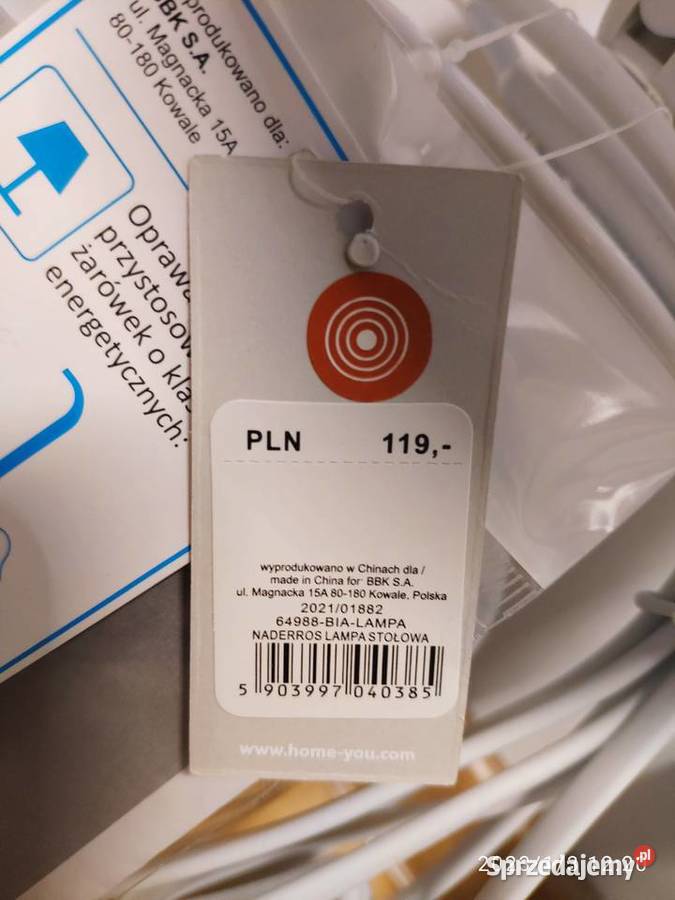 produkowano dla:
BBK S.A.
ul. Magnacka 15A
80-180 Kowale
Oprawa
przystosow
żarówek o klas
energetycznych:
PLN 119,-
wyprodukowano w Chinach dla /
made in China for: BBK S.A.
ul. Magnacka 15A 80-180 Kowale, Polska
2021/01882
64988-BIA-LAMPA
NADERROS LAMPA STOŁOWA
5 903997 040385
www.home-you.com
Sprzedajemy.pl